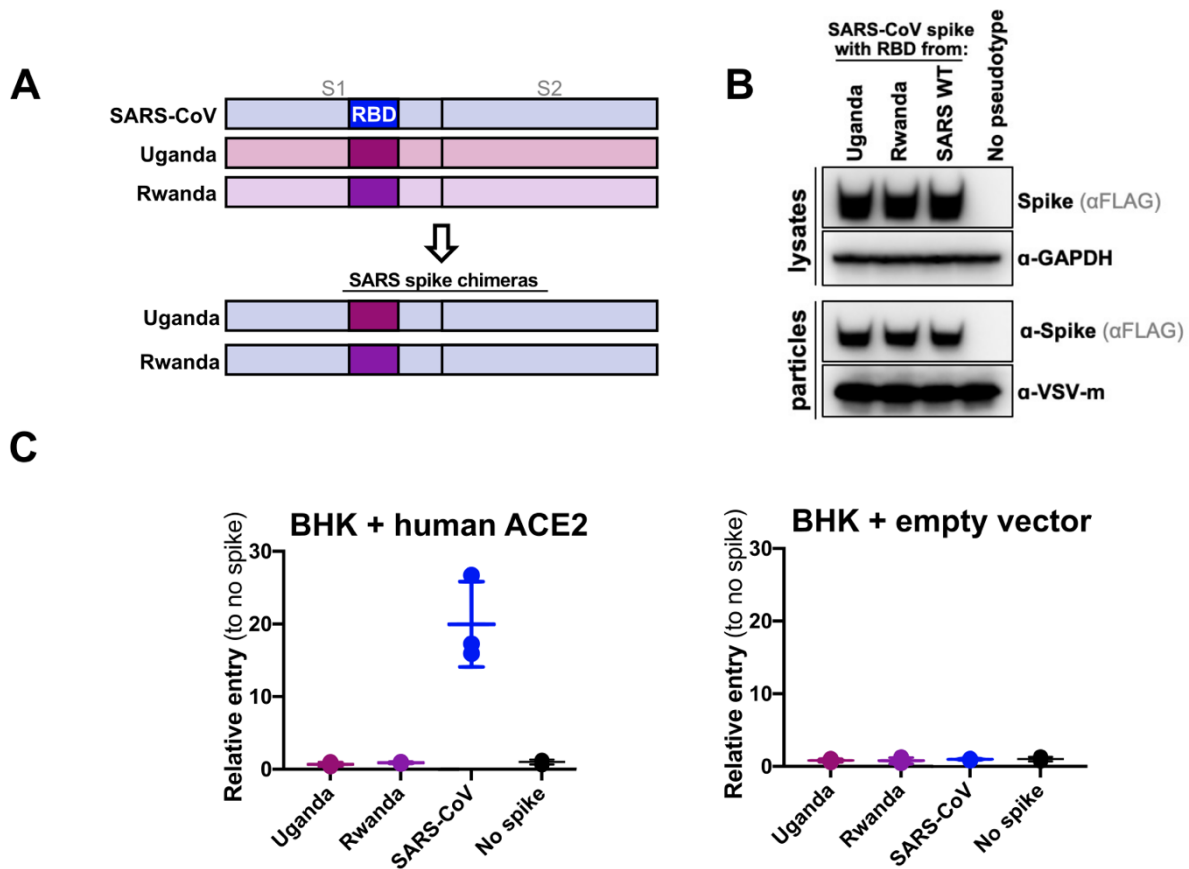 A
S1
S2
SARS-CoV
RBD
Uganda
Rwanda
SARS spike chimeras
Uganda
Rwanda
B
SARS-CoV spike
with RBD from:
Uganda
Rwanda
SARS WT
No pseudotype
lysates
Spike (αFLAG)
α-GAPDH
particles
α-Spike (αFLAG)
α-VSV-m
C
BHK + human ACE2
Relative entry (to no spike)
30
20
10
0
Uganda
Rwanda
SARS-CoV
No spike
BHK + empty vector
Relative entry (to no spike)
30
20
10
0
Uganda
Rwanda
SARS-CoV
No spike